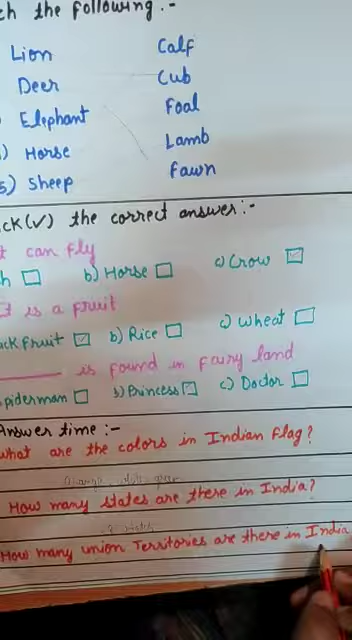 ch the following :-
Lion Calf
Deer Cub
Elephant Foal
) Horse Lamb
5) Sheep Fawn
ick (✓) the correct answer :-
t can fly
h b) Horse c) Crow
t is a fruit
ack fruit b) Rice c) Wheat
is found in fairy land
piderman b) Princess c) Doctor
Answer time :-
What are the colors in Indian Flag?
How many states are there in India?
How many union Territories are there in India